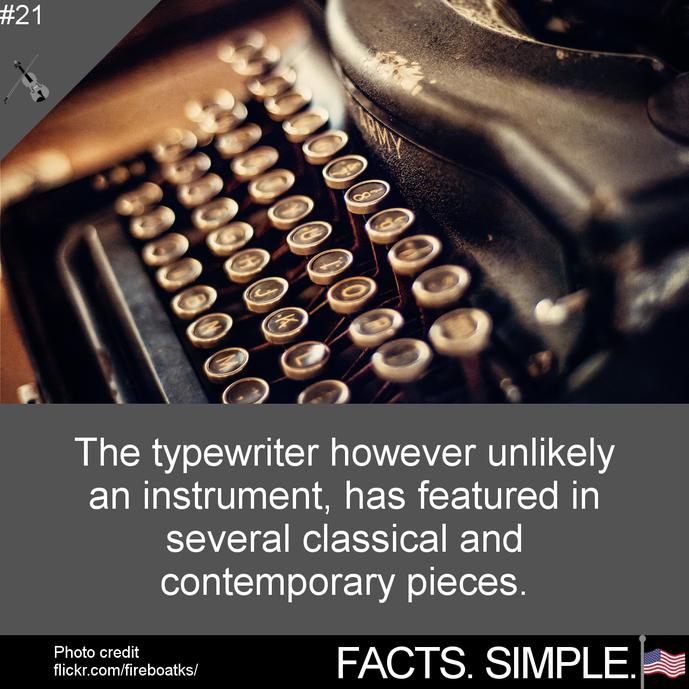 #21
ARMY
The typewriter however unlikely
an instrument, has featured in
several classical and
contemporary pieces.
Photo credit
flickr.com/fireboatks/
FACTS. SIMPLE.